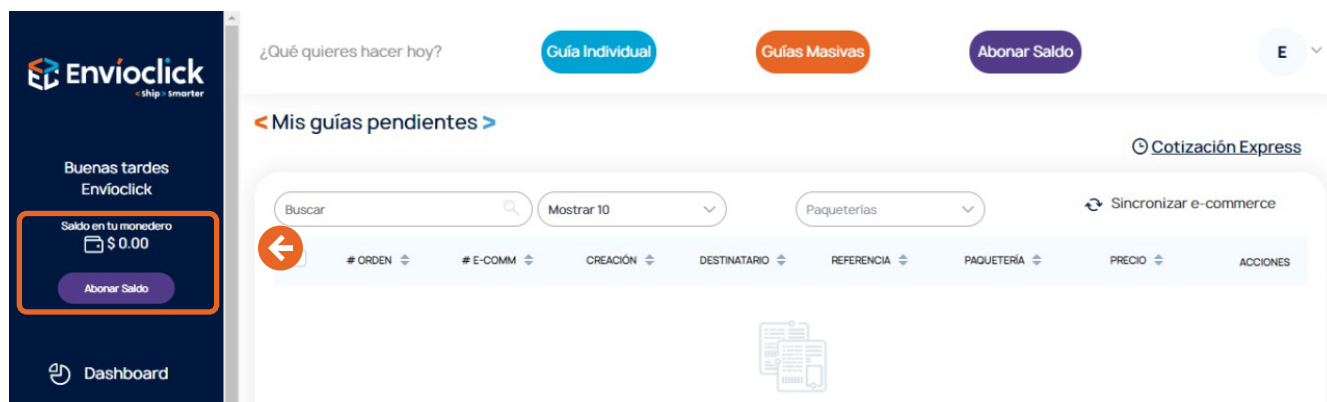 Envíoclick
<ship>smarter
Buenas tardes
Envíoclick
Saldo en tu monedero
$ 0.00
Abonar Saldo
Dashboard
¿Qué quieres hacer hoy?
Guía Individual
Guías Masivas
Abonar Saldo
E
<Mis guías pendientes>
Cotización Express
Buscar
Mostrar 10
Paqueterías
Sincronizar e-commerce
# ORDEN
# E-COMM
CREACIÓN
DESTINATARIO
REFERENCIA
PAQUETERÍA
PRECIO
ACCIONES